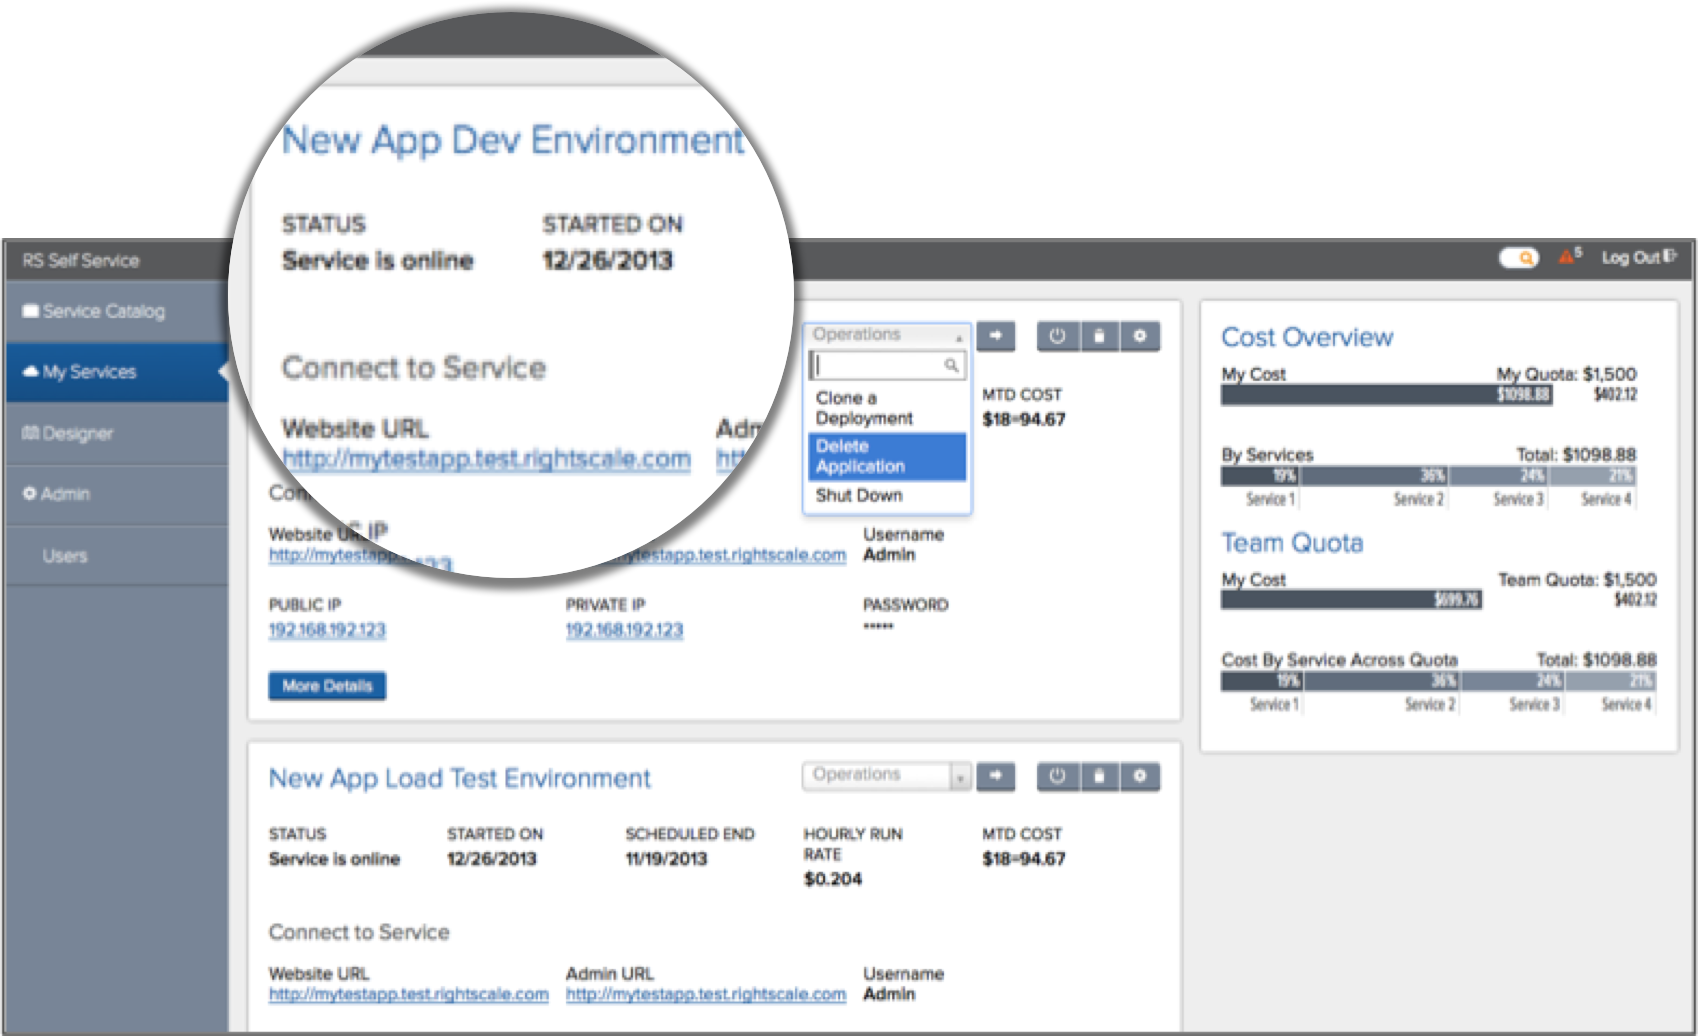 New App Dev Environment
STATUS
STARTED ON
Service is online
12/26/2013
Connect to Service
Website URL
http://mytestapp.test.rightscale.com
RS Self Service
5
Log Out
Service Catalog
My Services
Designer
Admin
Users
Operations
Clone a
Deployment
Delete
Application
Shut Down
MTD COST
$18=94.67
Website
IP
Username
.test.rightscale.com
Admin
PUBLIC IP
PRIVATE IP
PASSWORD
192.168.192.123
192.168.192.123
•••••
More Details
New App Load Test Environment
Operations
STATUS
STARTED ON
SCHEDULED END
HOURLY RUN
RATE
MTD COST
Service is online
12/26/2013
11/19/2013
$0.204
$18=94.67
Connect to Service
Website URL
Admin URL
Username
http://mytestapp.test.rightscale.com
http://mytestapp.test.rightscale.com
Admin
Cost Overview
My Cost
My Quota: $1,500
$1098.88
$402.12
By Services
Total: $1098.88
19% 36% 24% 21%
Service 1 Service 2 Service 3 Service 4
Team Quota
My Cost
Team Quota: $1,500
$699.76
$402.12
Cost By Service Across Quota
Total: $1098.88
19% 36% 24% 21%
Service 1 Service 2 Service 3 Service 4